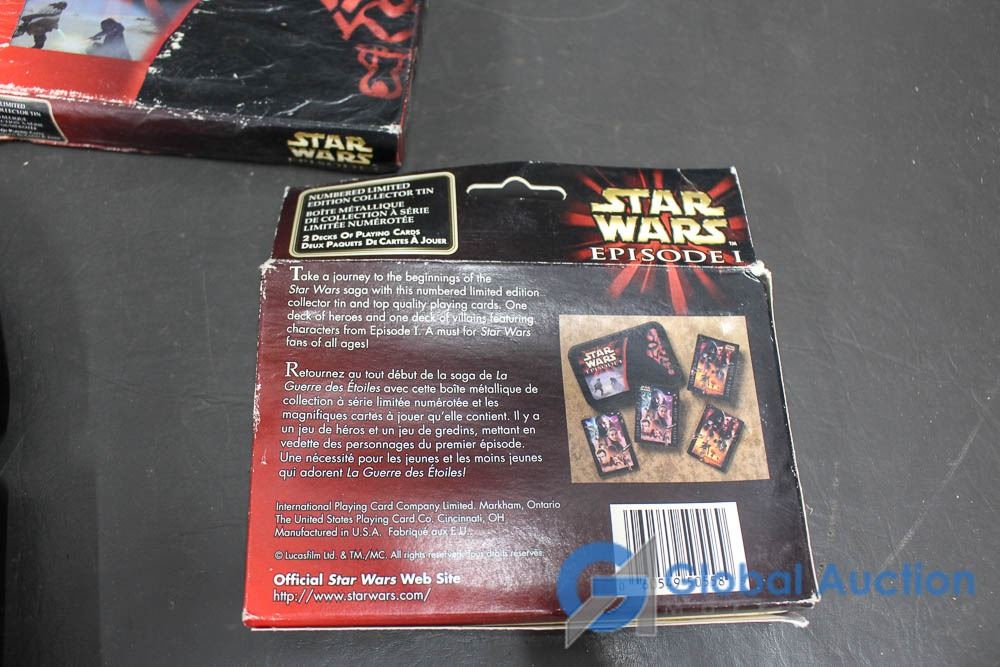 STAR
WARS
NUMBERED LIMITED
EDITION COLLECTOR TIN
BOÎTE MÉTALLIQUE
DE COLLECTION À SÉRIE
LIMITÉE NUMÉROTÉE
2 DECKS OF PLAYING CARDS
DEUX PAQUETS DE CARTES À JOUER
STAR
WARS
TM
EPISODE I
Take a journey to the beginnings of the
Star Wars saga with this numbered limited edition
collector tin and top quality playing cards. One
deck of heroes and one deck of villains featuring
characters from Episode I. A must for Star Wars
fans of all ages!
Retournez au tout début de la saga de La
Guerre des Étoiles avec cette boîte métallique de
collection à série limitée numérotée et les
magnifiques cartes à jouer qu'elle contient. Il y a
un jeu de héros et un jeu de gredins, mettant en
vedette des personnages du premier épisode.
Une nécessité pour les jeunes et les moins jeunes
qui adorent La Guerre des Étoiles!
STAR
WARS
International Playing Card Company Limited. Markham, Ontario
The United States Playing Card Co. Cincinnati, OH
Manufactured in U.S.A. Fabriqué aux E.U.
© Lucasfilm Ltd. & TM./MC. All rights reserved. Tous droits réservés.
Official Star Wars Web Site
http://www.starwars.com/
Global Auction